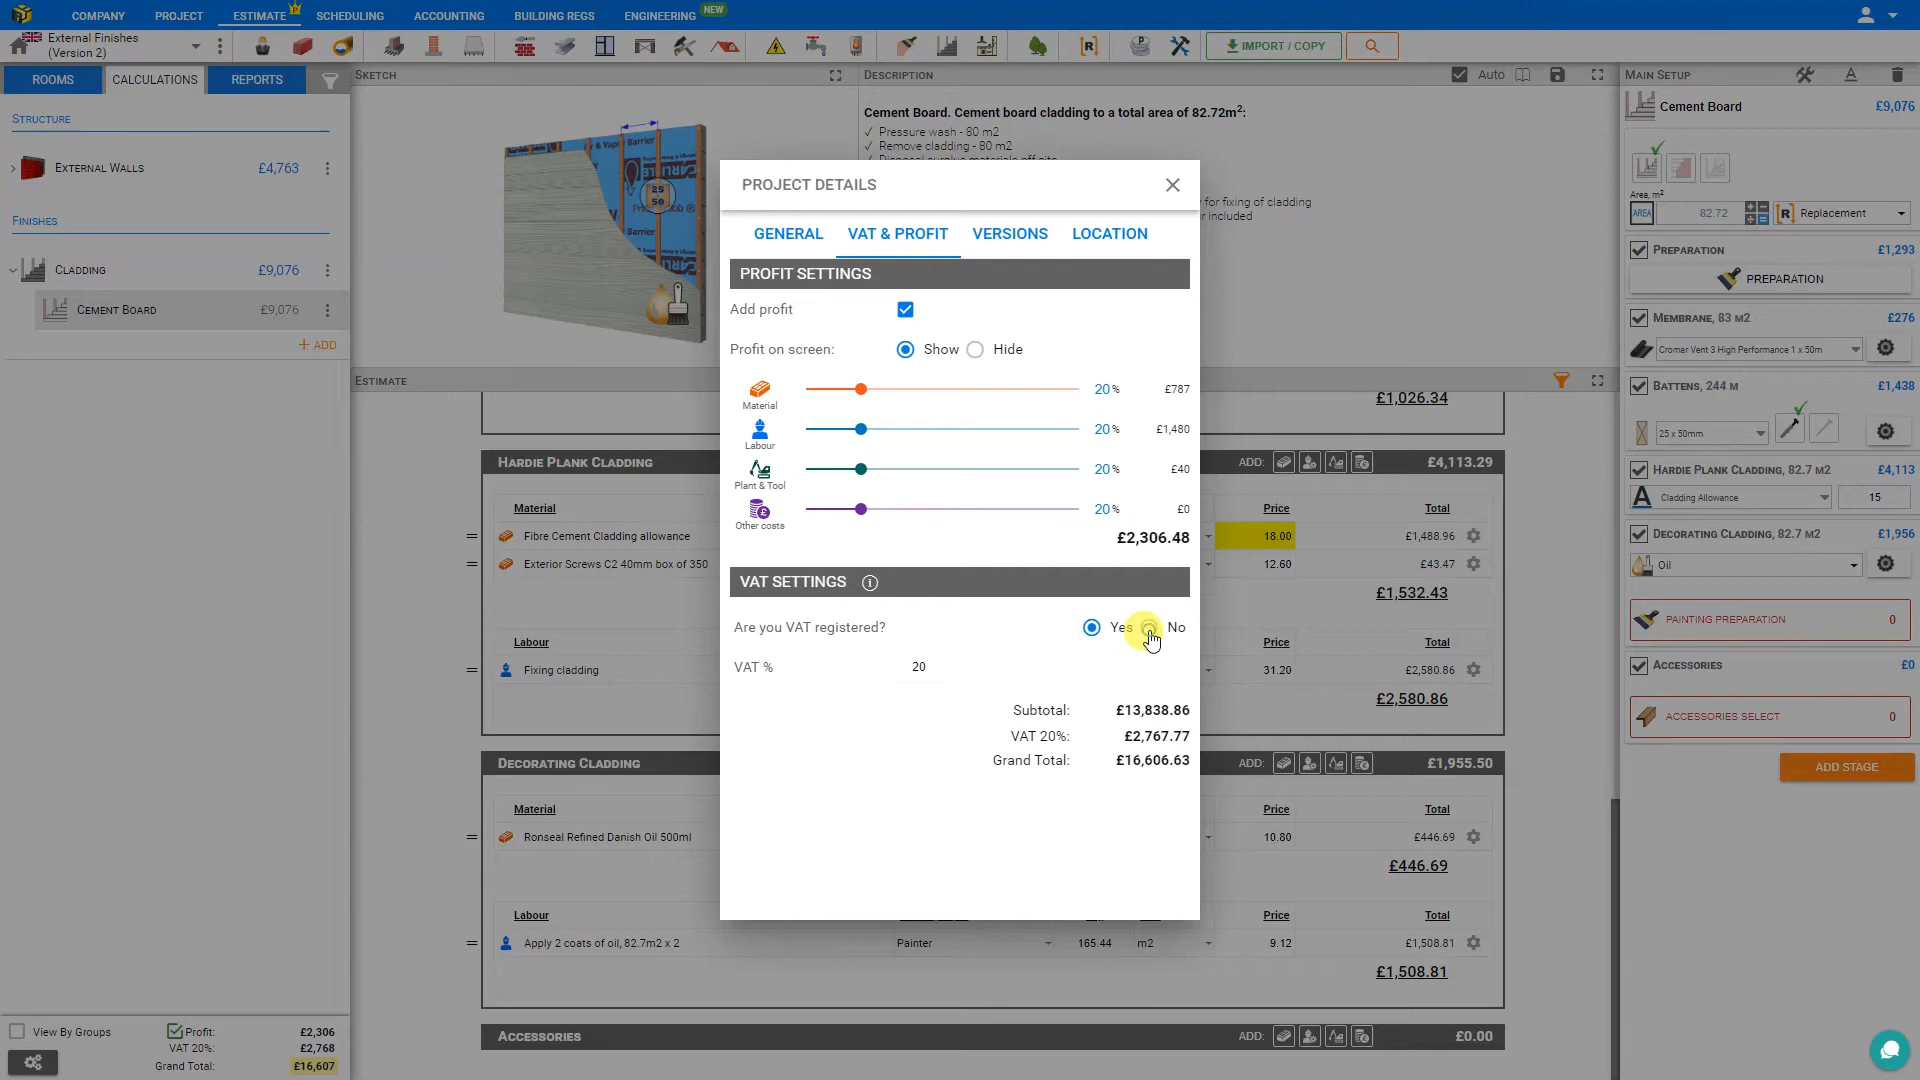 COMPANY PROJECT ESTIMATE SCHEDULING ACCOUNTING BUILDING REGS ENGINEERING NEW
External Finishes
(Version 2)
IMPORT / COPY
ROOMS CALCULATIONS REPORTS
STRUCTURE
EXTERNAL WALLS £4,763
FINISHES
CLADDING £9,076
CEMENT BOARD £9,076
+ ADD
View By Groups
Profit: £2,306
VAT 20%: £2,768
Grand Total: £16,607
SKETCH
25
50
DESCRIPTION
Auto
Cement Board. Cement board cladding to a total area of 82.72m²:
✓ Pressure wash - 80 m2
✓ Remove cladding - 80 m2
for fixing of cladding
r included
ESTIMATE
£1,026.34
HARDIE PLANK CLADDING ADD: £4,113.29
Material Price Total
Fibre Cement Cladding allowance 18.00 £1,488.96
Exterior Screws C2 40mm box of 350 12.60 £43.47
£1,532.43
Labour Price Total
Fixing cladding 31.20 £2,580.86
£2,580.86
DECORATING CLADDING ADD: £1,955.50
Material Price Total
Ronseal Refined Danish Oil 500ml 10.80 £446.69
£446.69
Labour Price Total
Apply 2 coats of oil, 82.7m2 x 2 Painter 165.44 m2 9.12 £1,508.81
£1,508.81
ACCESSORIES ADD: £0.00
PROJECT DETAILS
GENERAL VAT & PROFIT VERSIONS LOCATION
PROFIT SETTINGS
Add profit
Profit on screen: Show Hide
Material 20 % £787
Labour 20 % £1,480
Plant & Tool 20 % £40
Other costs 20 % £0
£2,306.48
VAT SETTINGS
Are you VAT registered? Yes No
VAT % 20
Subtotal: £13,838.86
VAT 20%: £2,767.77
Grand Total: £16,606.63
MAIN SETUP
Cement Board £9,076
Area, m²
AREA 82.72 R Replacement
PREPARATION £1,293
PREPARATION
MEMBRANE, 83 M2 £276
Cromar Vent 3 High Performance 1 x 50m
BATTENS, 244 M £1,438
25 x 50mm
HARDIE PLANK CLADDING, 82.7 M2 £4,113
Cladding Allowance 15
DECORATING CLADDING, 82.7 M2 £1,956
Oil
PAINTING PREPARATION 0
ACCESSORIES £0
ACCESSORIES SELECT 0
ADD STAGE